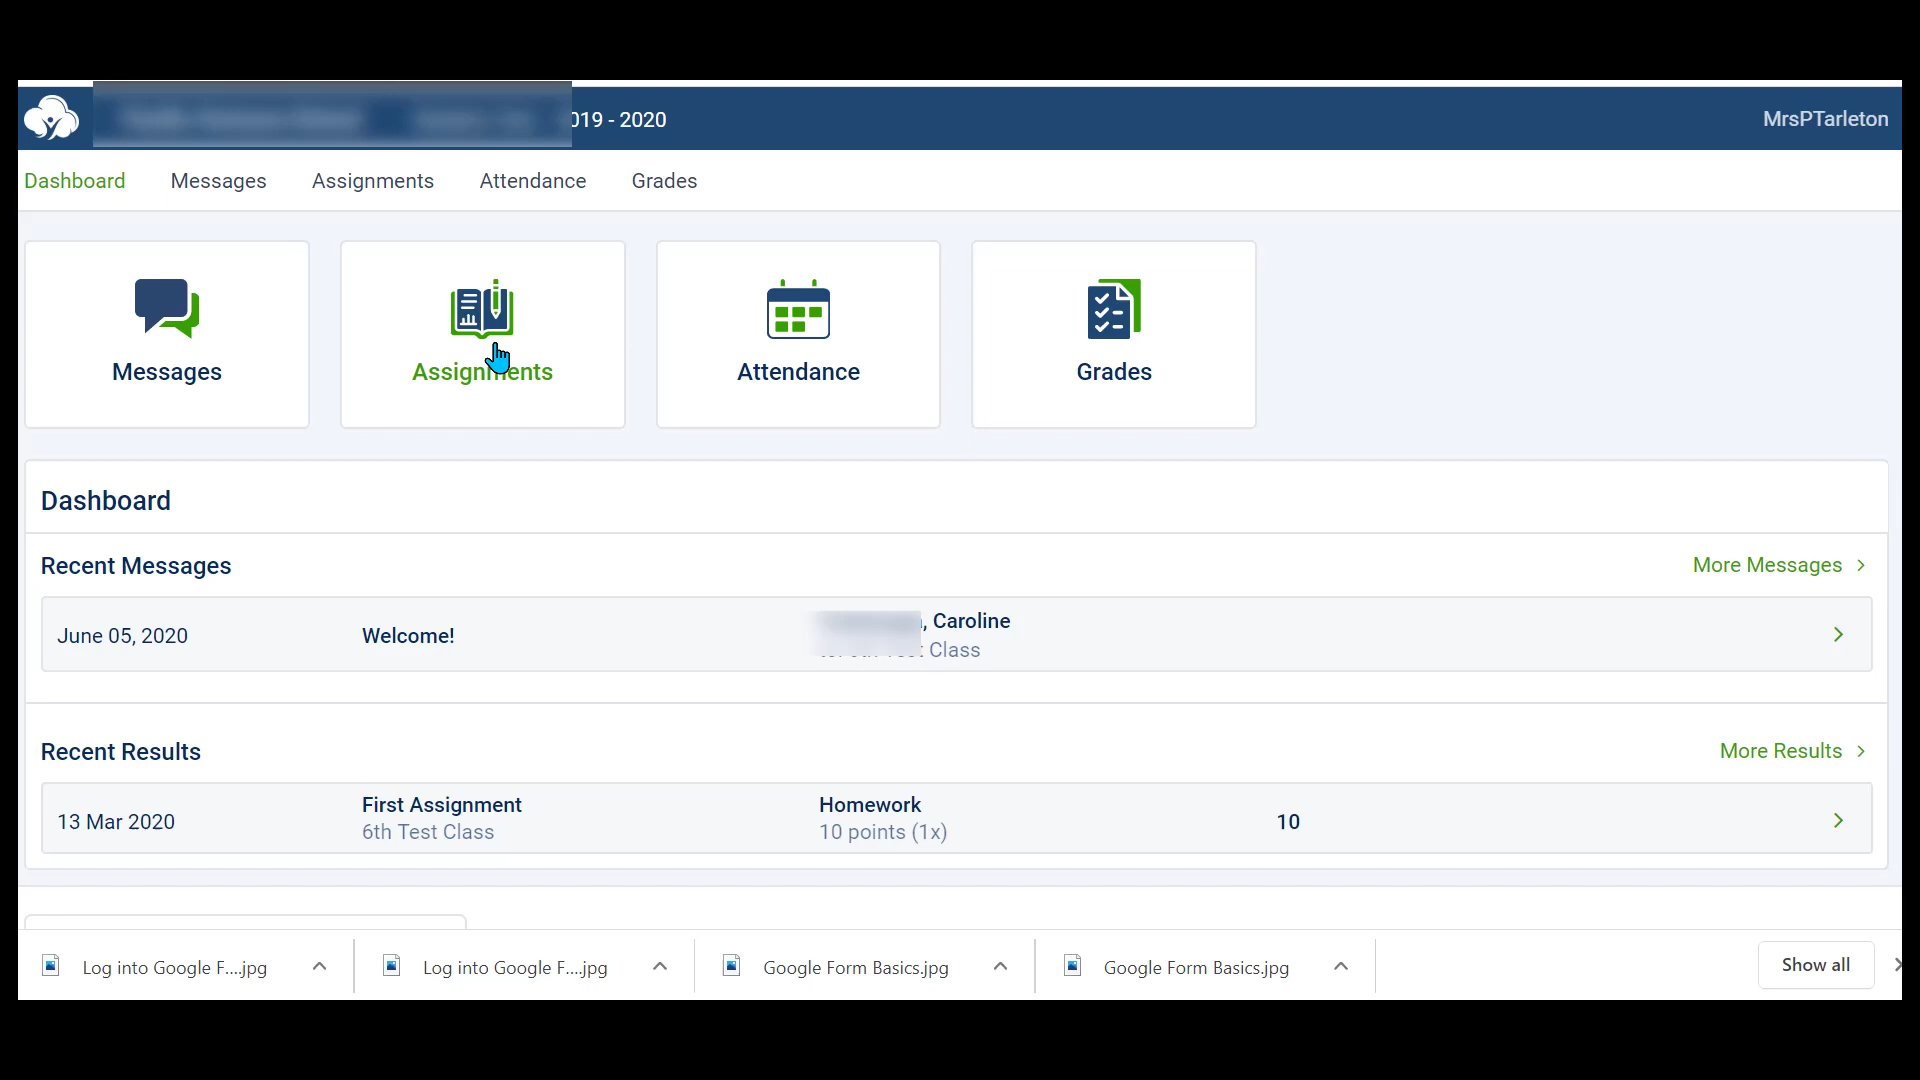 019 - 2020
MrsPTarleton
Dashboard
Messages
Assignments
Attendance
Grades
Messages
Assignments
Attendance
Grades
Dashboard
Recent Messages
More Messages
June 05, 2020
Welcome!
, Caroline
Class
Recent Results
More Results
13 Mar 2020
First Assignment
6th Test Class
Homework
10 points (1x)
10
Log into Google F....jpg
Log into Google F....jpg
Google Form Basics.jpg
Google Form Basics.jpg
Show all